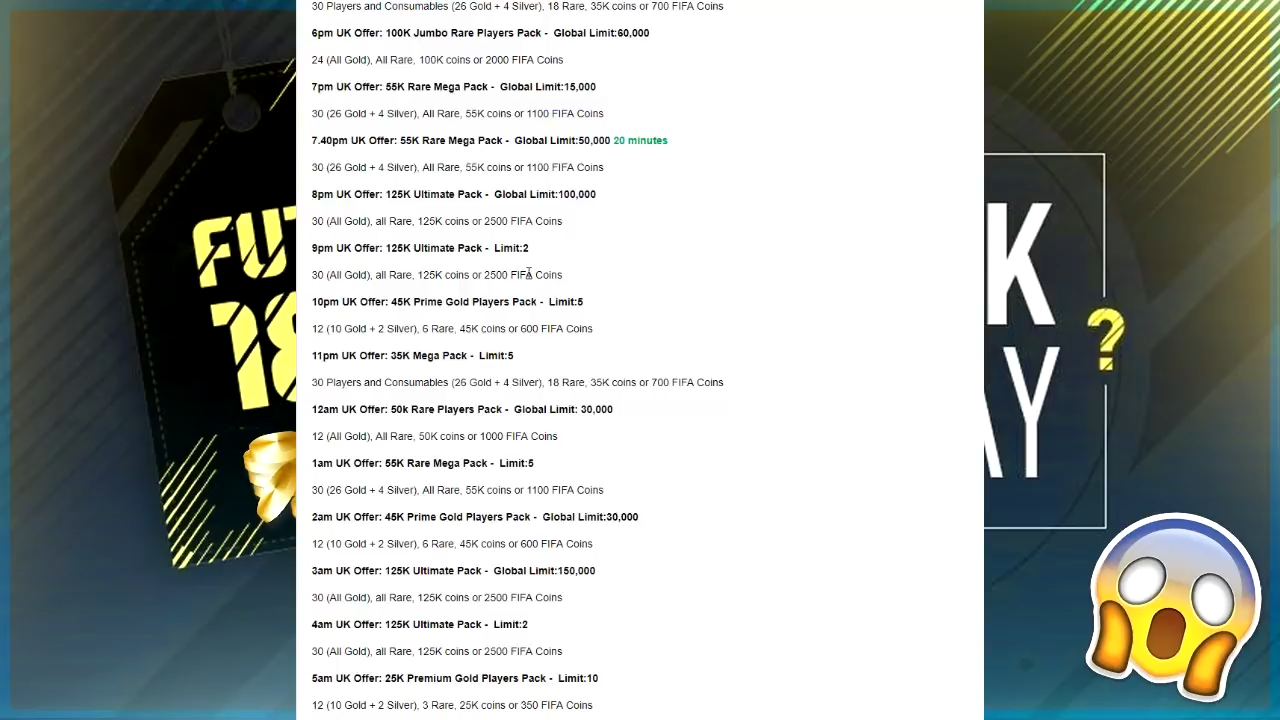 30 Players and Consumables (26 Gold + 4 Silver), 18 Rare, 35K coins or 700 FIFA Coins
6pm UK Offer: 100K Jumbo Rare Players Pack - Global Limit:60,000
24 (All Gold), All Rare, 100K coins or 2000 FIFA Coins
7pm UK Offer: 55K Rare Mega Pack - Global Limit:15,000
30 (26 Gold + 4 Silver), All Rare, 55K coins or 1100 FIFA Coins
7.40pm UK Offer: 55K Rare Mega Pack - Global Limit:50,000 20 minutes
30 (26 Gold + 4 Silver), All Rare, 55K coins or 1100 FIFA Coins
8pm UK Offer: 125K Ultimate Pack - Global Limit:100,000
30 (All Gold), all Rare, 125K coins or 2500 FIFA Coins
9pm UK Offer: 125K Ultimate Pack - Limit:2
30 (All Gold), all Rare, 125K coins or 2500 FIFA Coins
10pm UK Offer: 45K Prime Gold Players Pack - Limit:5
12 (10 Gold + 2 Silver), 6 Rare, 45K coins or 600 FIFA Coins
11pm UK Offer: 35K Mega Pack - Limit:5
30 Players and Consumables (26 Gold + 4 Silver), 18 Rare, 35K coins or 700 FIFA Coins
12am UK Offer: 50k Rare Players Pack - Global Limit: 30,000
12 (All Gold), All Rare, 50K coins or 1000 FIFA Coins
1am UK Offer: 55K Rare Mega Pack - Limit:5
30 (26 Gold + 4 Silver), All Rare, 55K coins or 1100 FIFA Coins
2am UK Offer: 45K Prime Gold Players Pack - Global Limit:30,000
12 (10 Gold + 2 Silver), 6 Rare, 45K coins or 600 FIFA Coins
3am UK Offer: 125K Ultimate Pack - Global Limit:150,000
30 (All Gold), all Rare, 125K coins or 2500 FIFA Coins
4am UK Offer: 125K Ultimate Pack - Limit:2
30 (All Gold), all Rare, 125K coins or 2500 FIFA Coins
5am UK Offer: 25K Premium Gold Players Pack - Limit:10
12 (10 Gold + 2 Silver), 3 Rare, 25K coins or 350 FIFA Coins
FUT
18
K
AY
?